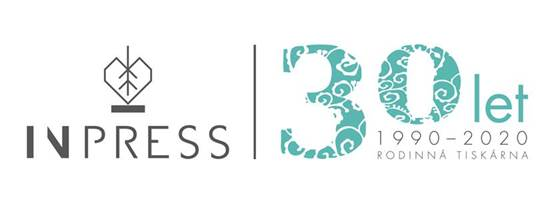 INPRESS
30 let
1990–2020
RODINNÁ TISKÁRNA